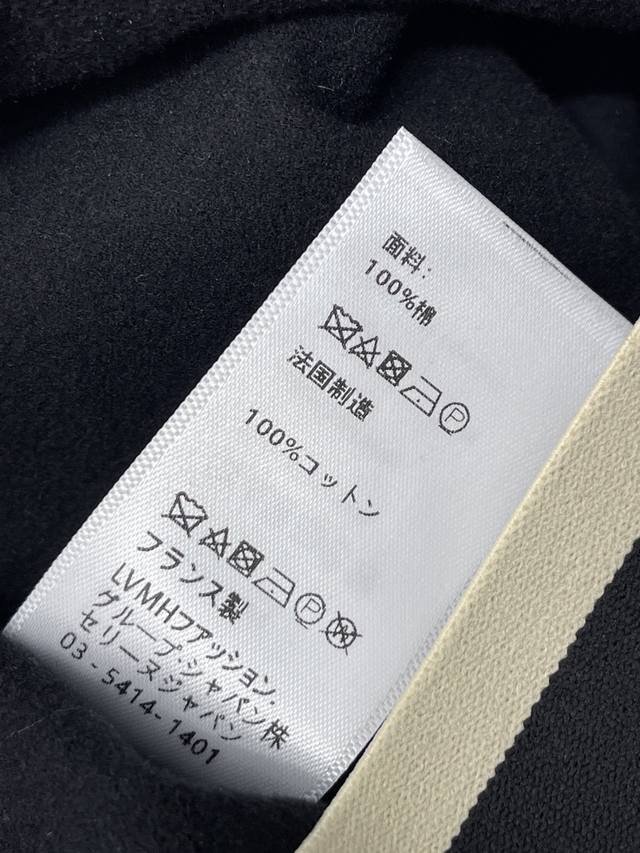 面料:
100%棉
P
法国制造
100%コットン
P W
フランス製
LVMHファッション・
グループ・ジャパン株
セリーヌジャパン
03 - 5414- 1401